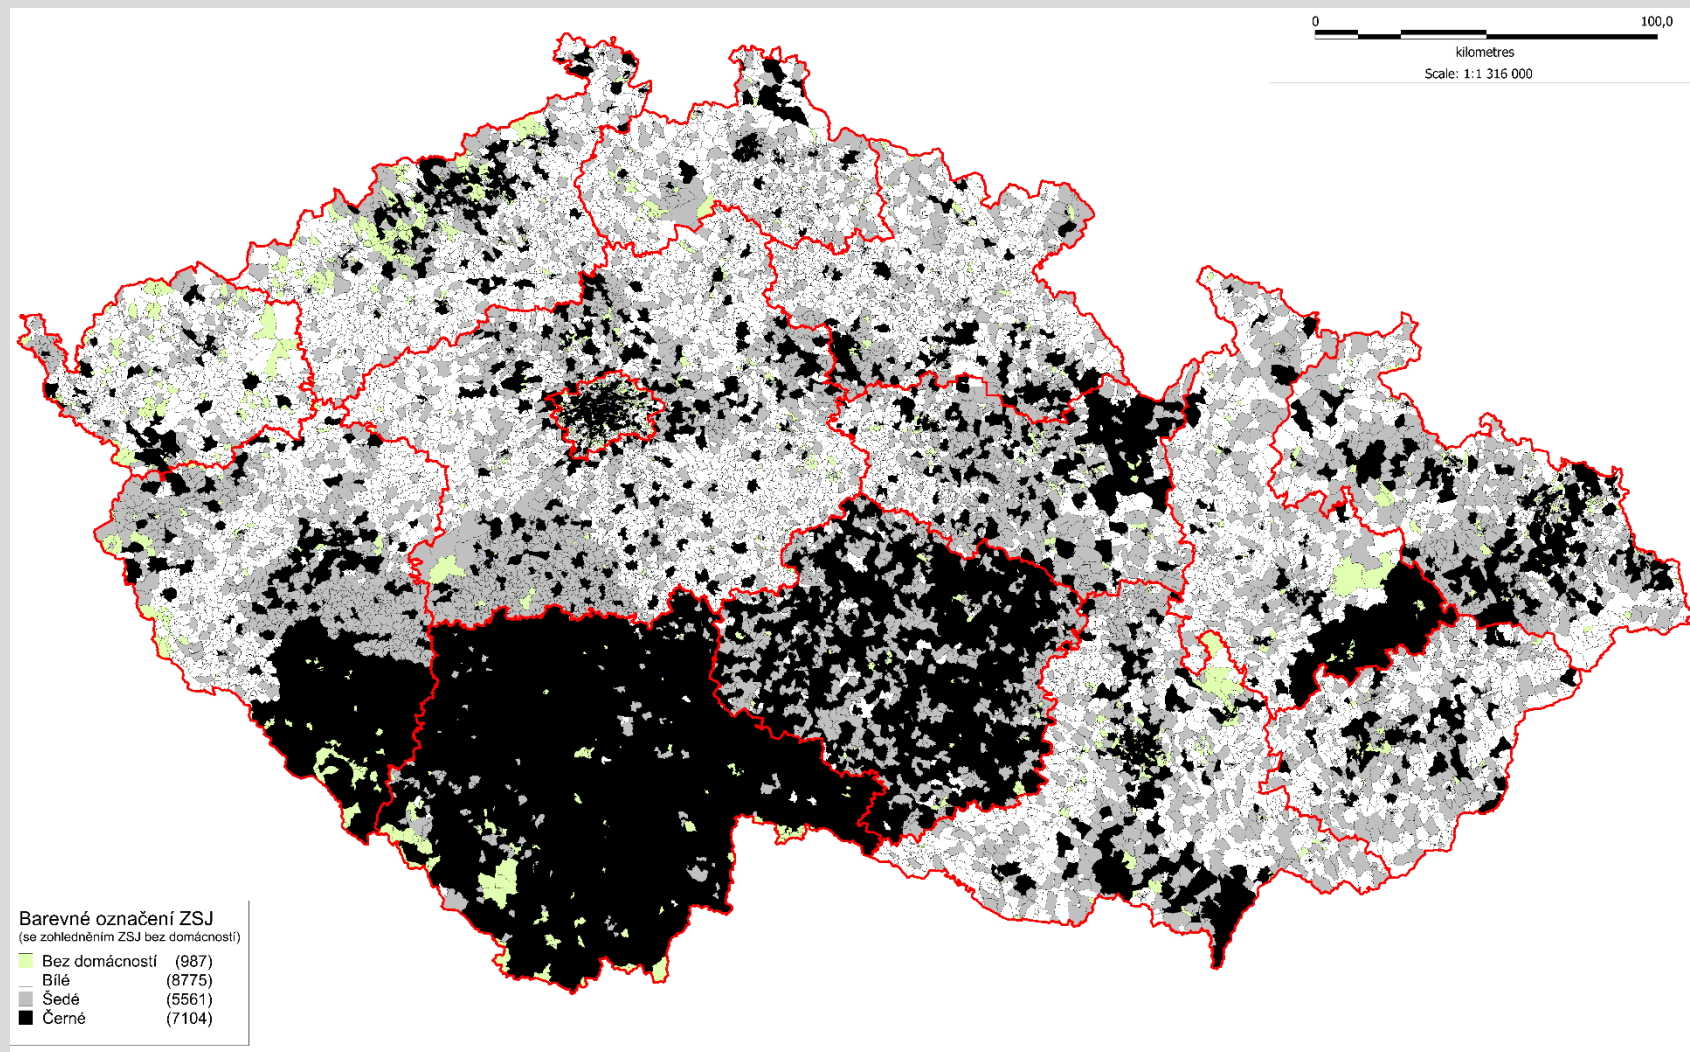 0 100,0
kilometres
Scale: 1:1 316 000
Barevné označení ZSJ
(se zohledněním ZSJ bez domácností)
Bez domácností (987)
Bílé (8775)
Šedé (5561)
Černé (7104)